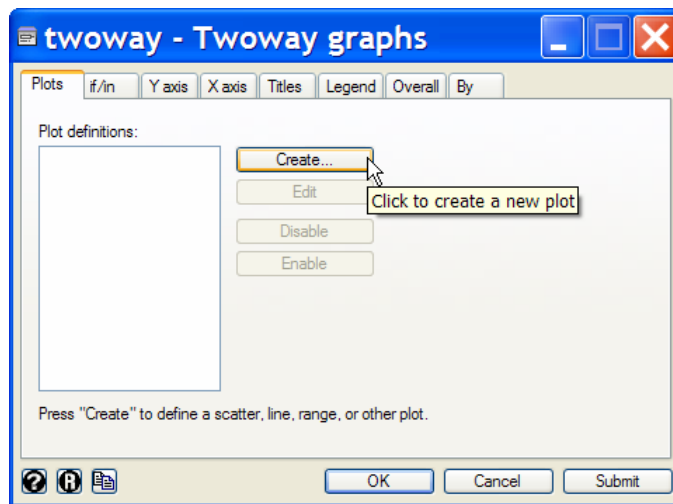 twoway - Twoway graphs
Plots if/in Y axis X axis Titles Legend Overall By
Plot definitions:
Create...
Edit
Click to create a new plot
Disable
Enable
Press "Create" to define a scatter, line, range, or other plot.
? R OK Cancel Submit